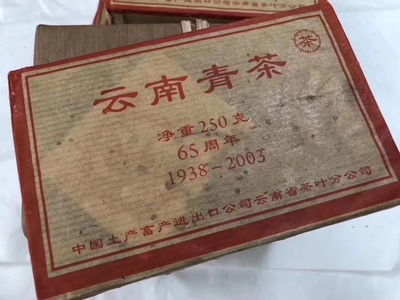 茶
云南青茶
净重250克
65周年
1938-2003
中国土产畜产进出口公司云南省茶叶分公司